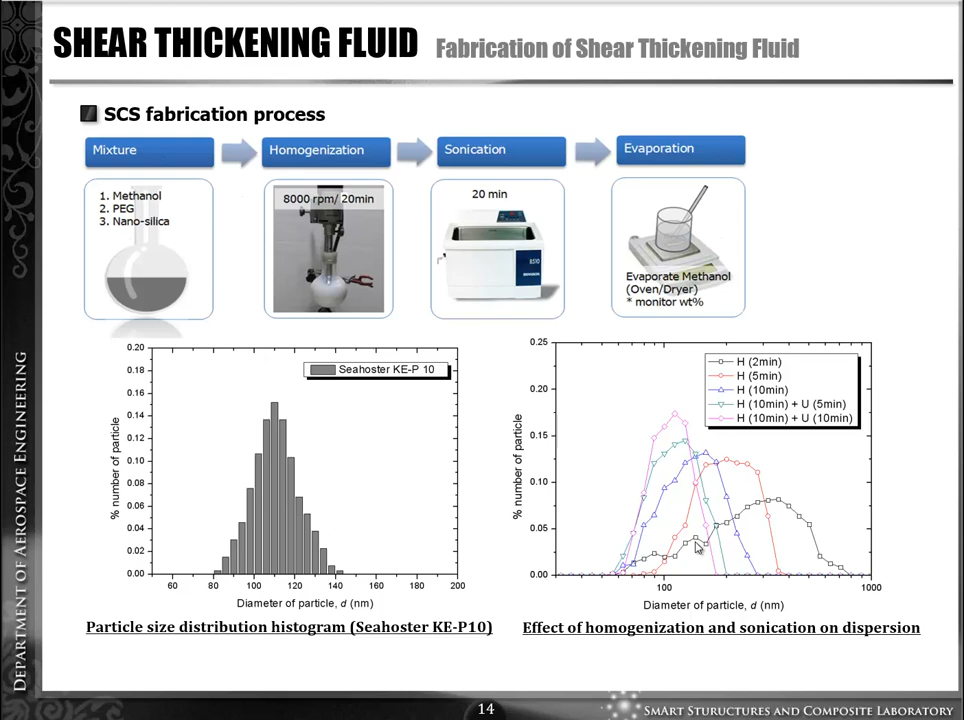 SHEAR THICKENING FLUID Fabrication of Shear Thickening Fluid
SCS fabrication process
Mixture
Homogenization
Sonication
Evaporation
1. Methanol
2. PEG
3. Nano-silica
8000 rpm/ 20min
20 min
8510
Evaporate Methanol
(Oven/Dryer)
* monitor wt%
0.20
0.18
0.16
0.14
0.12
0.10
0.08
0.06
0.04
0.02
0.00
% number of particle
Seahoster KE-P 10
60 80 100 120 140 160 180 200
Diameter of particle, d (nm)
Particle size distribution histogram (Seahoster KE-P10)
0.25
0.20
0.15
0.10
0.05
0.00
% number of particle
H (2min)
H (5min)
H (10min)
H (10min) + U (5min)
H (10min) + U (10min)
100 1000
Diameter of particle, d (nm)
Effect of homogenization and sonication on dispersion
DEPARTMENT OF AEROSPACE ENGINEERING
14
SMART STURUCTURES AND COMPOSITE LABORATORY